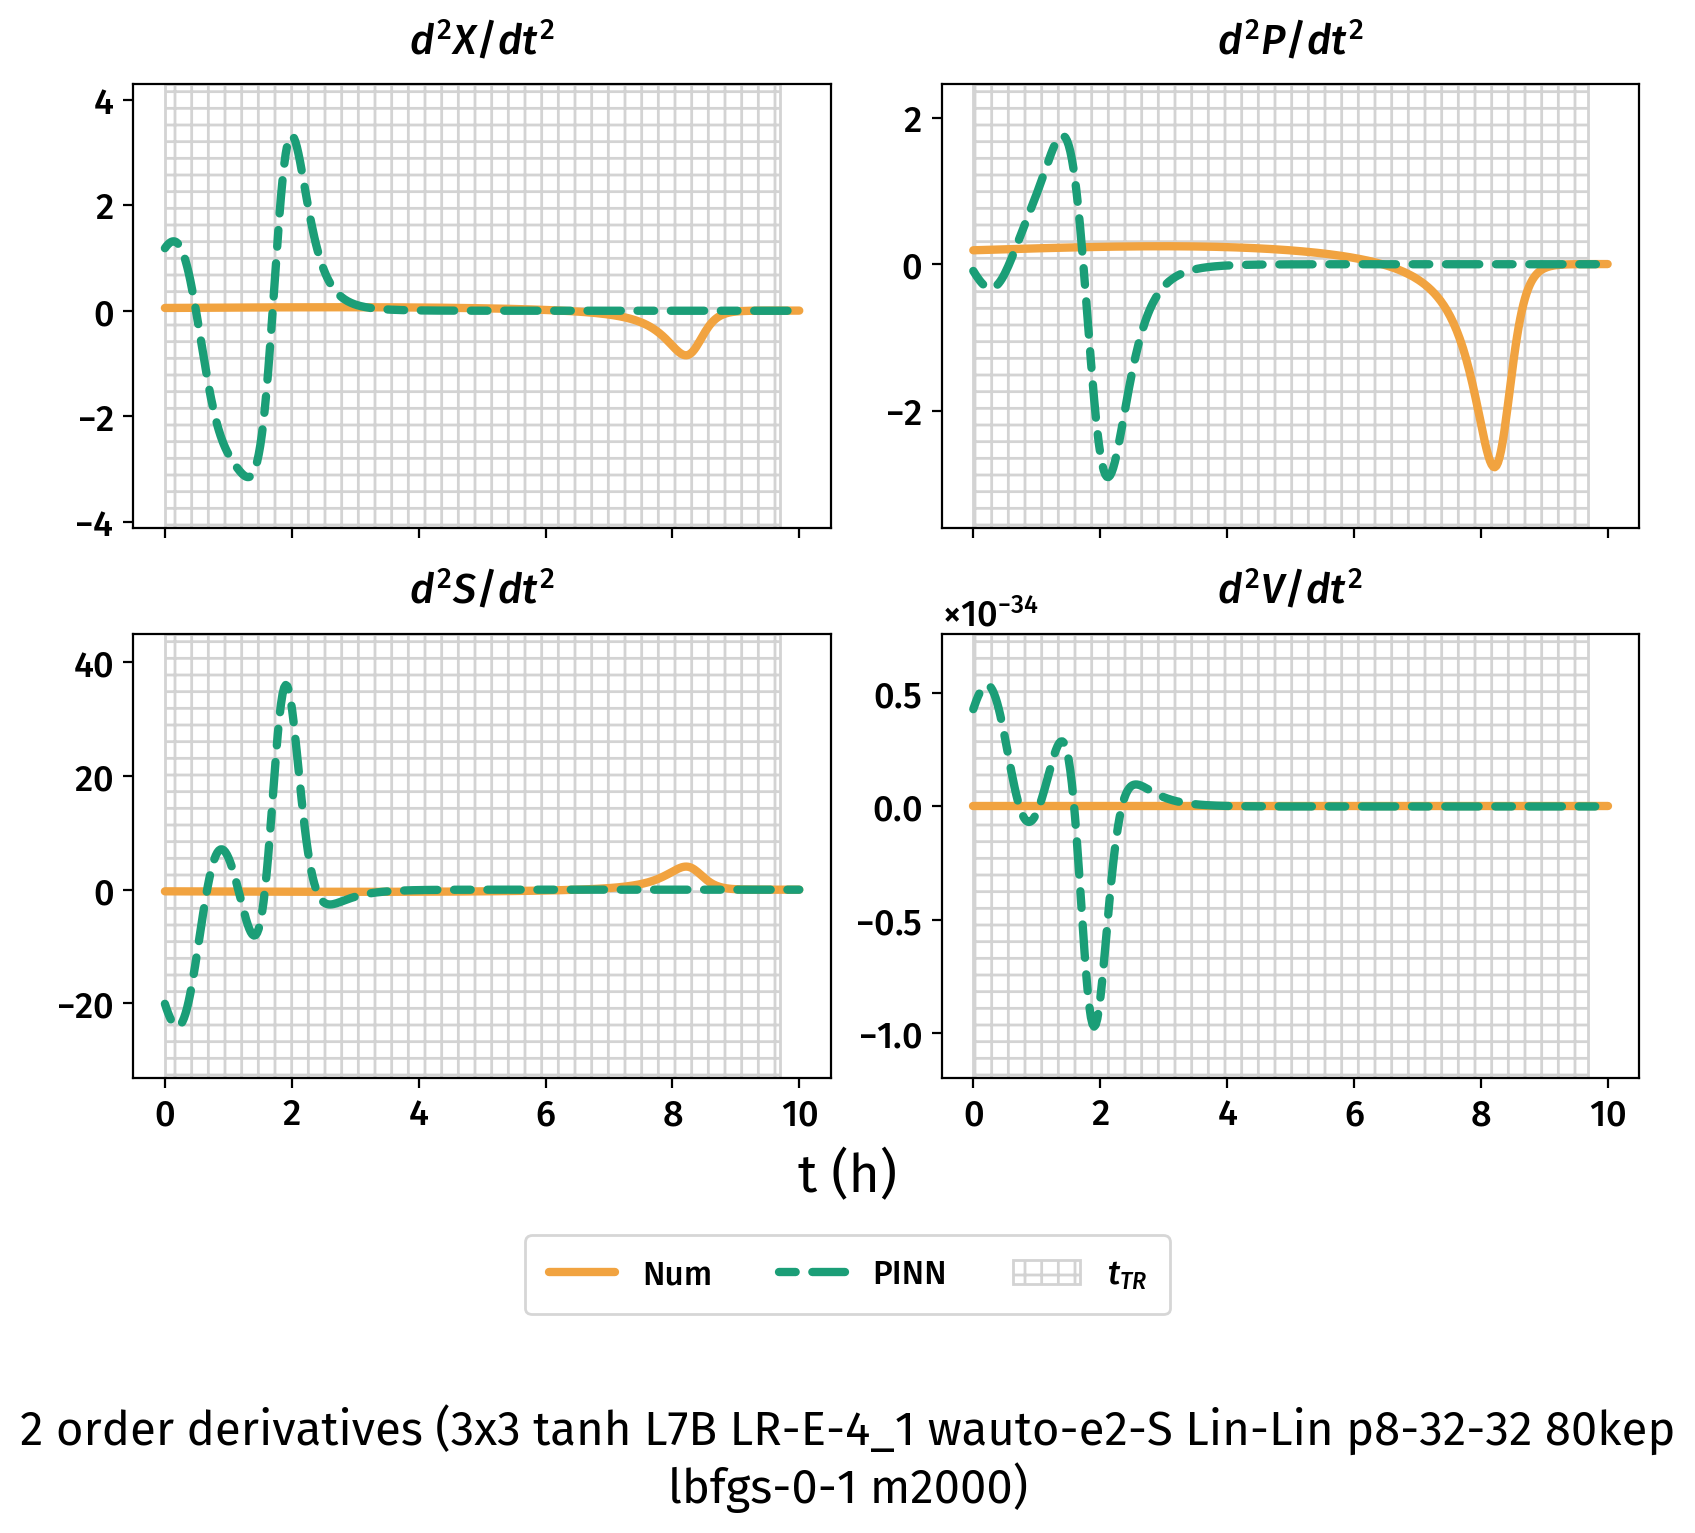 d²X/dt²
d²P/dt²
4
2
0
−2
−4
2
0
−2
d²S/dt²
d²V/dt²
×10⁻³⁴
40
20
0
−20
0.5
0.0
−0.5
−1.0
0 2 4 6 8 10
0 2 4 6 8 10
t (h)
Num PINN t_TR
2 order derivatives (3x3 tanh L7B LR-E-4_1 wauto-e2-S Lin-Lin p8-32-32 80kep
lbfgs-0-1 m2000)